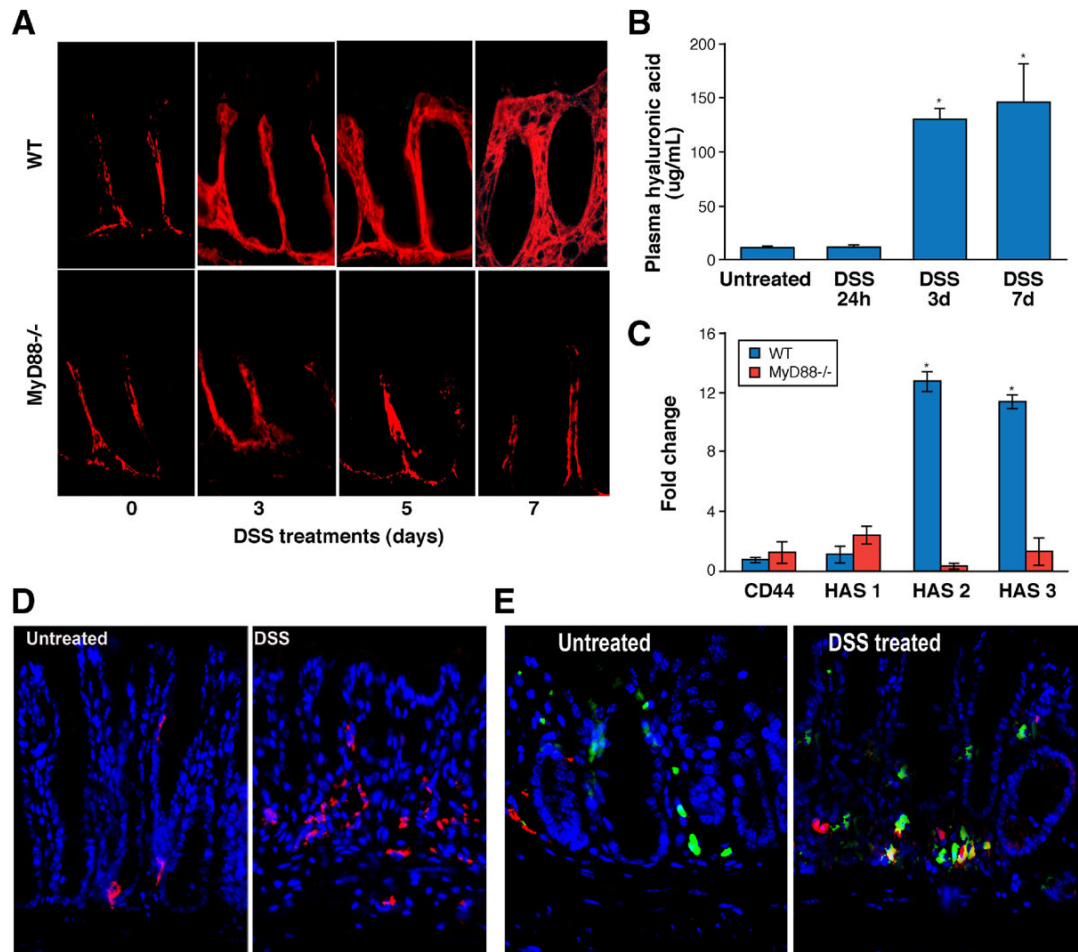 A
WT
MyD88-/-
0 3 5 7
DSS treatments (days)
B
Plasma hyaluronic acid
(ug/mL)
200
150
100
50
0
* *
Untreated DSS DSS DSS
24h 3d 7d
C
Fold change
16
12
8
4
0
WT
MyD88-/-
* *
CD44 HAS 1 HAS 2 HAS 3
D
Untreated DSS
E
Untreated DSS treated